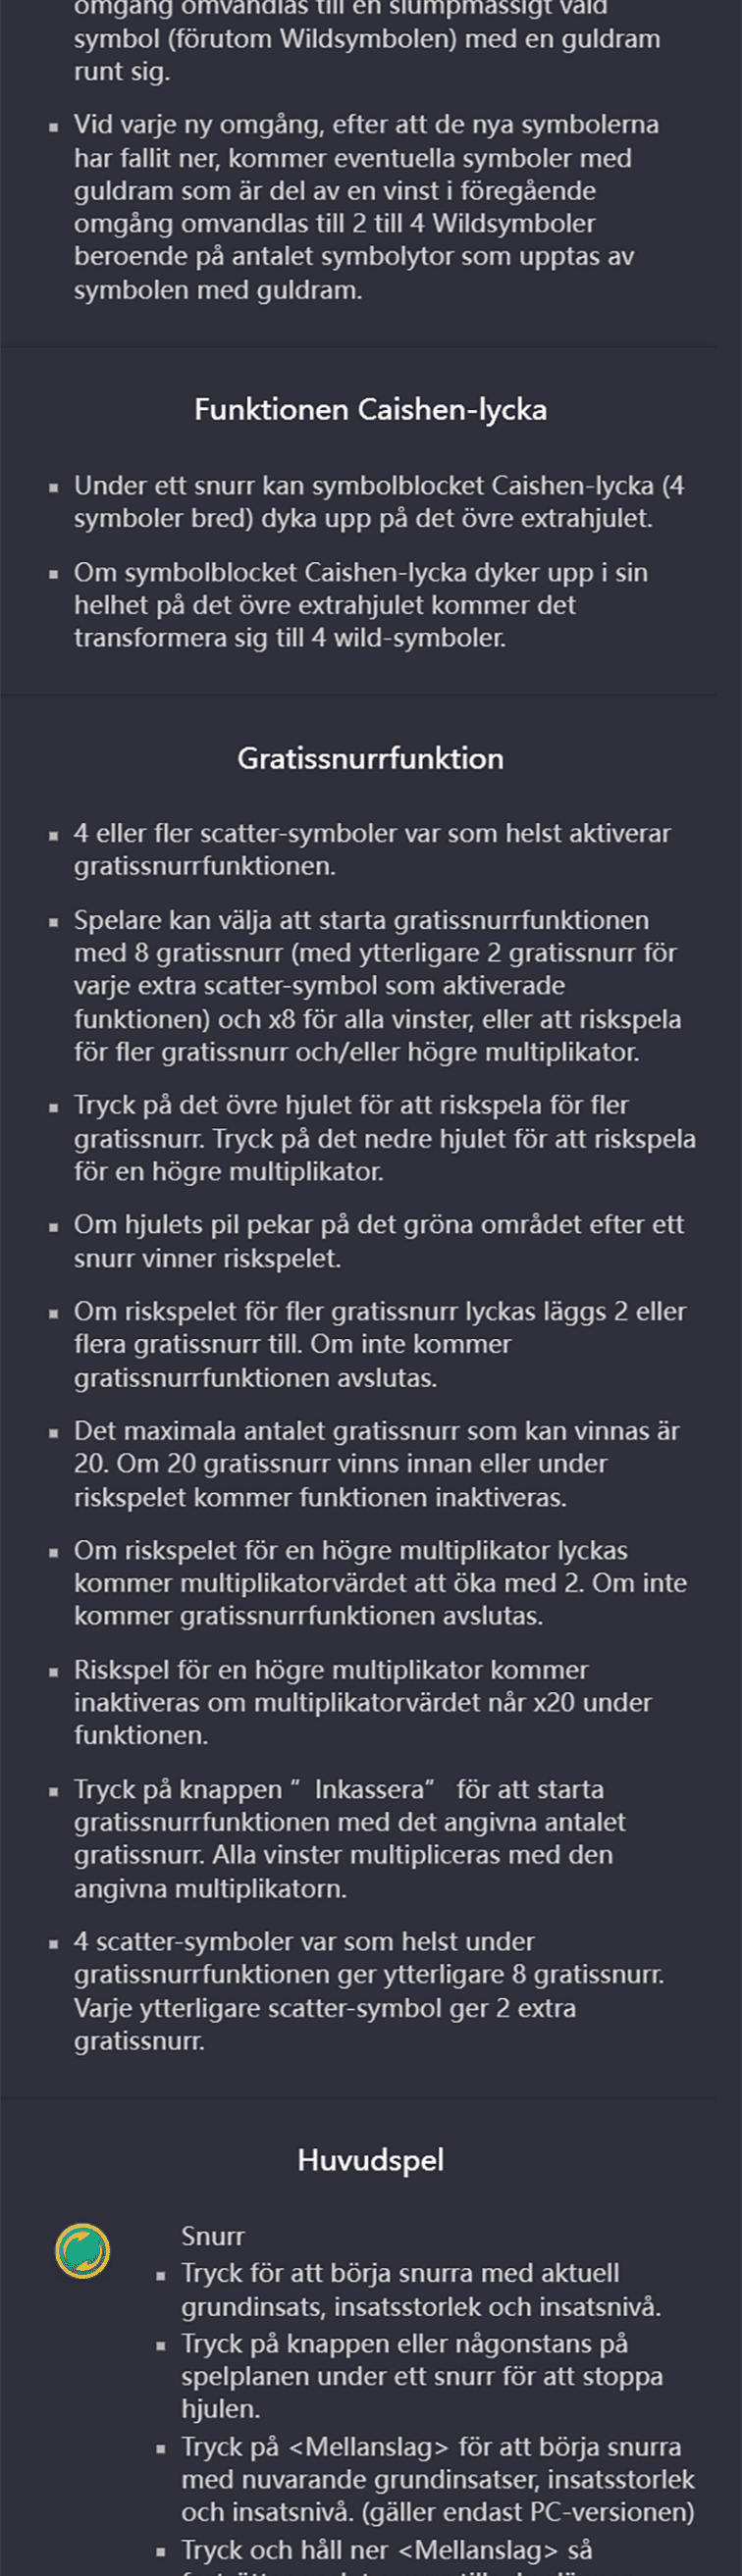 omgång omvandlas till en slumpmässigt vald
symbol (förutom Wildsymbolen) med en guldram
runt sig.
▪ Vid varje ny omgång, efter att de nya symbolerna
har fallit ner, kommer eventuella symboler med
guldram som är del av en vinst i föregående
omgång omvandlas till 2 till 4 Wildsymboler
beroende på antalet symbolytor som upptas av
symbolen med guldram.
Funktionen Caishen-lycka
▪ Under ett snurr kan symbolblocket Caishen-lycka (4
symboler bred) dyka upp på det övre extrahjulet.
▪ Om symbolblocket Caishen-lycka dyker upp i sin
helhet på det övre extrahjulet kommer det
transformera sig till 4 wild-symboler.
Gratissnurrfunktion
▪ 4 eller fler scatter-symboler var som helst aktiverar
gratissnurrfunktionen.
▪ Spelare kan välja att starta gratissnurrfunktionen
med 8 gratissnurr (med ytterligare 2 gratissnurr för
varje extra scatter-symbol som aktiverade
funktionen) och x8 för alla vinster, eller att riskspela
för fler gratissnurr och/eller högre multiplikator.
▪ Tryck på det övre hjulet för att riskspela för fler
gratissnurr. Tryck på det nedre hjulet för att riskspela
för en högre multiplikator.
▪ Om hjulets pil pekar på det gröna området efter ett
snurr vinner riskspelet.
▪ Om riskspelet för fler gratissnurr lyckas läggs 2 eller
flera gratissnurr till. Om inte kommer
gratissnurrfunktionen avslutas.
▪ Det maximala antalet gratissnurr som kan vinnas är
20. Om 20 gratissnurr vinns innan eller under
riskspelet kommer funktionen inaktiveras.
▪ Om riskspelet för en högre multiplikator lyckas
kommer multiplikatorvärdet att öka med 2. Om inte
kommer gratissnurrfunktionen avslutas.
▪ Riskspel för en högre multiplikator kommer
inaktiveras om multiplikatorvärdet når x20 under
funktionen.
▪ Tryck på knappen ” Inkassera” för att starta
gratissnurrfunktionen med det angivna antalet
gratissnurr. Alla vinster multipliceras med den
angivna multiplikatorn.
▪ 4 scatter-symboler var som helst under
gratissnurrfunktionen ger ytterligare 8 gratissnurr.
Varje ytterligare scatter-symbol ger 2 extra
gratissnurr.
Huvudspel
Snurr
▪ Tryck för att börja snurra med aktuell
grundinsats, insatsstorlek och insatsnivå.
▪ Tryck på knappen eller någonstans på
spelplanen under ett snurr för att stoppa
hjulen.
▪ Tryck på <Mellanslag> för att börja snurra
med nuvarande grundinsatser, insatsstorlek
och insatsnivå. (gäller endast PC-versionen)
▪ Tryck och håll ner <Mellanslag> så